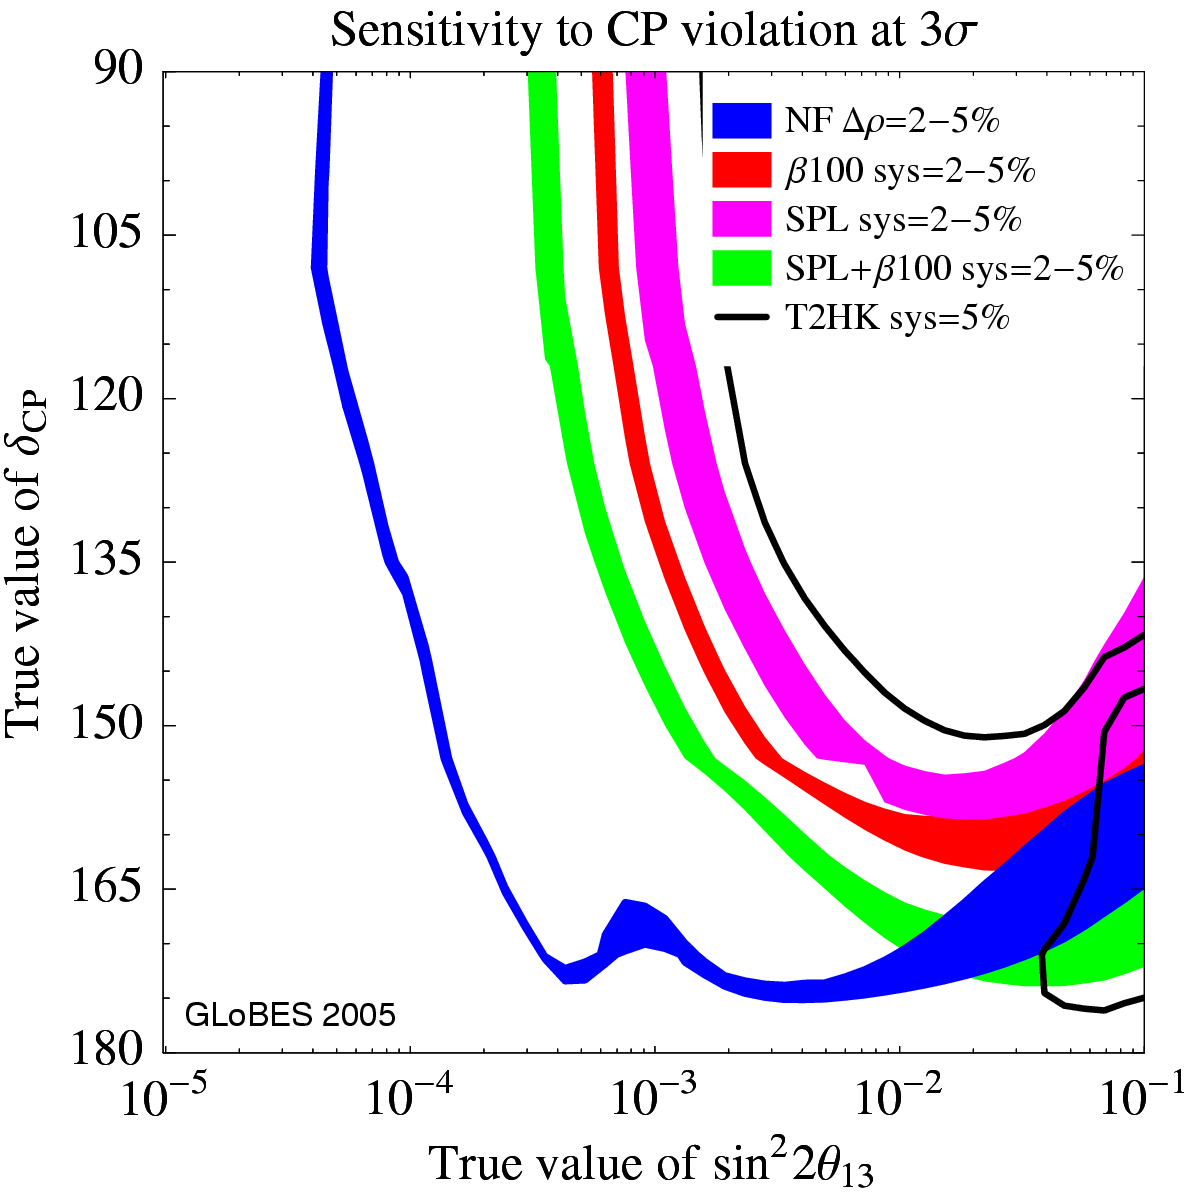 Sensitivity to CP violation at 3σ
90
105
120
135
150
165
180
True value of δCP
NF Δρ=2−5%
β100 sys=2−5%
SPL sys=2−5%
SPL+β100 sys=2−5%
T2HK sys=5%
GLoBES 2005
10⁻⁵ 10⁻⁴ 10⁻³ 10⁻² 10⁻¹
True value of sin²2θ₁₃